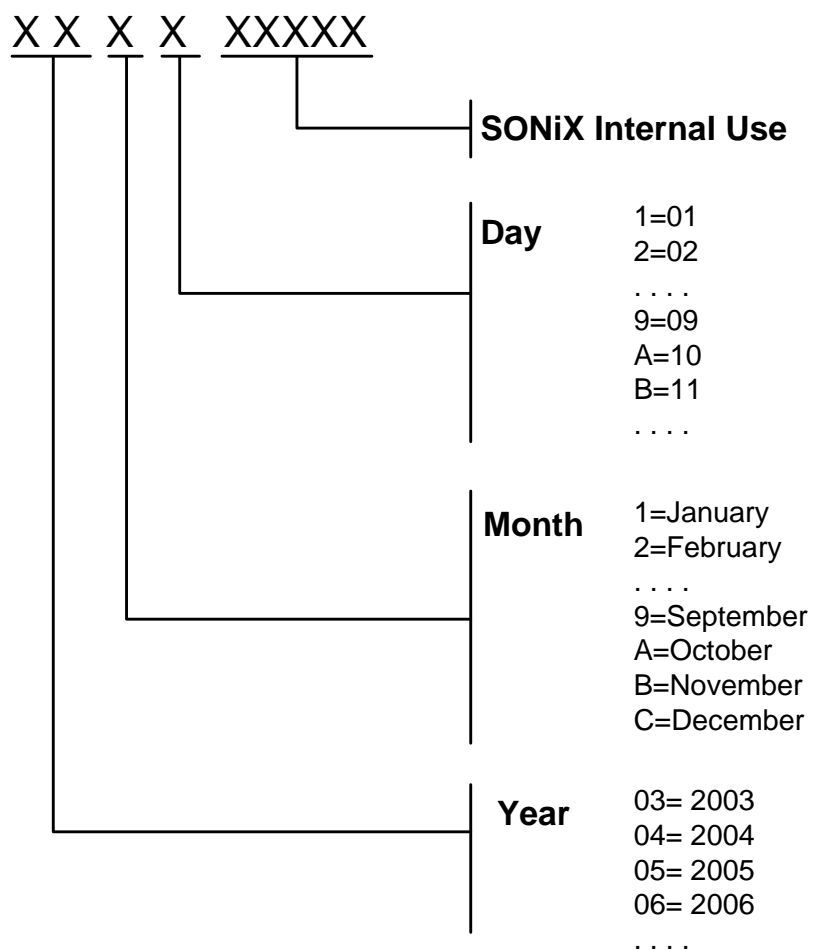 X X X X XXXXX
SONiX Internal Use
Day
1=01
2=02
. . . .
9=09
A=10
B=11
. . . .
Month
1=January
2=February
. . . .
9=September
A=October
B=November
C=December
Year
03= 2003
04= 2004
05= 2005
06= 2006
. . . .